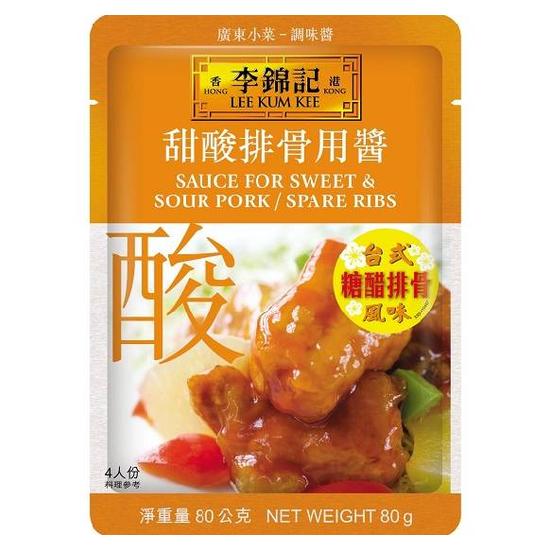 廣東小菜-調味醬
香 李錦記 港
HONG LEE KUM KEE KONG
甜酸排骨用醬
SAUCE FOR SWEET &
SOUR PORK / SPARE RIBS
酸
台式
糖醋排骨
風味
4人份
料理參考
淨重量 80 公克 NET WEIGHT 80 g